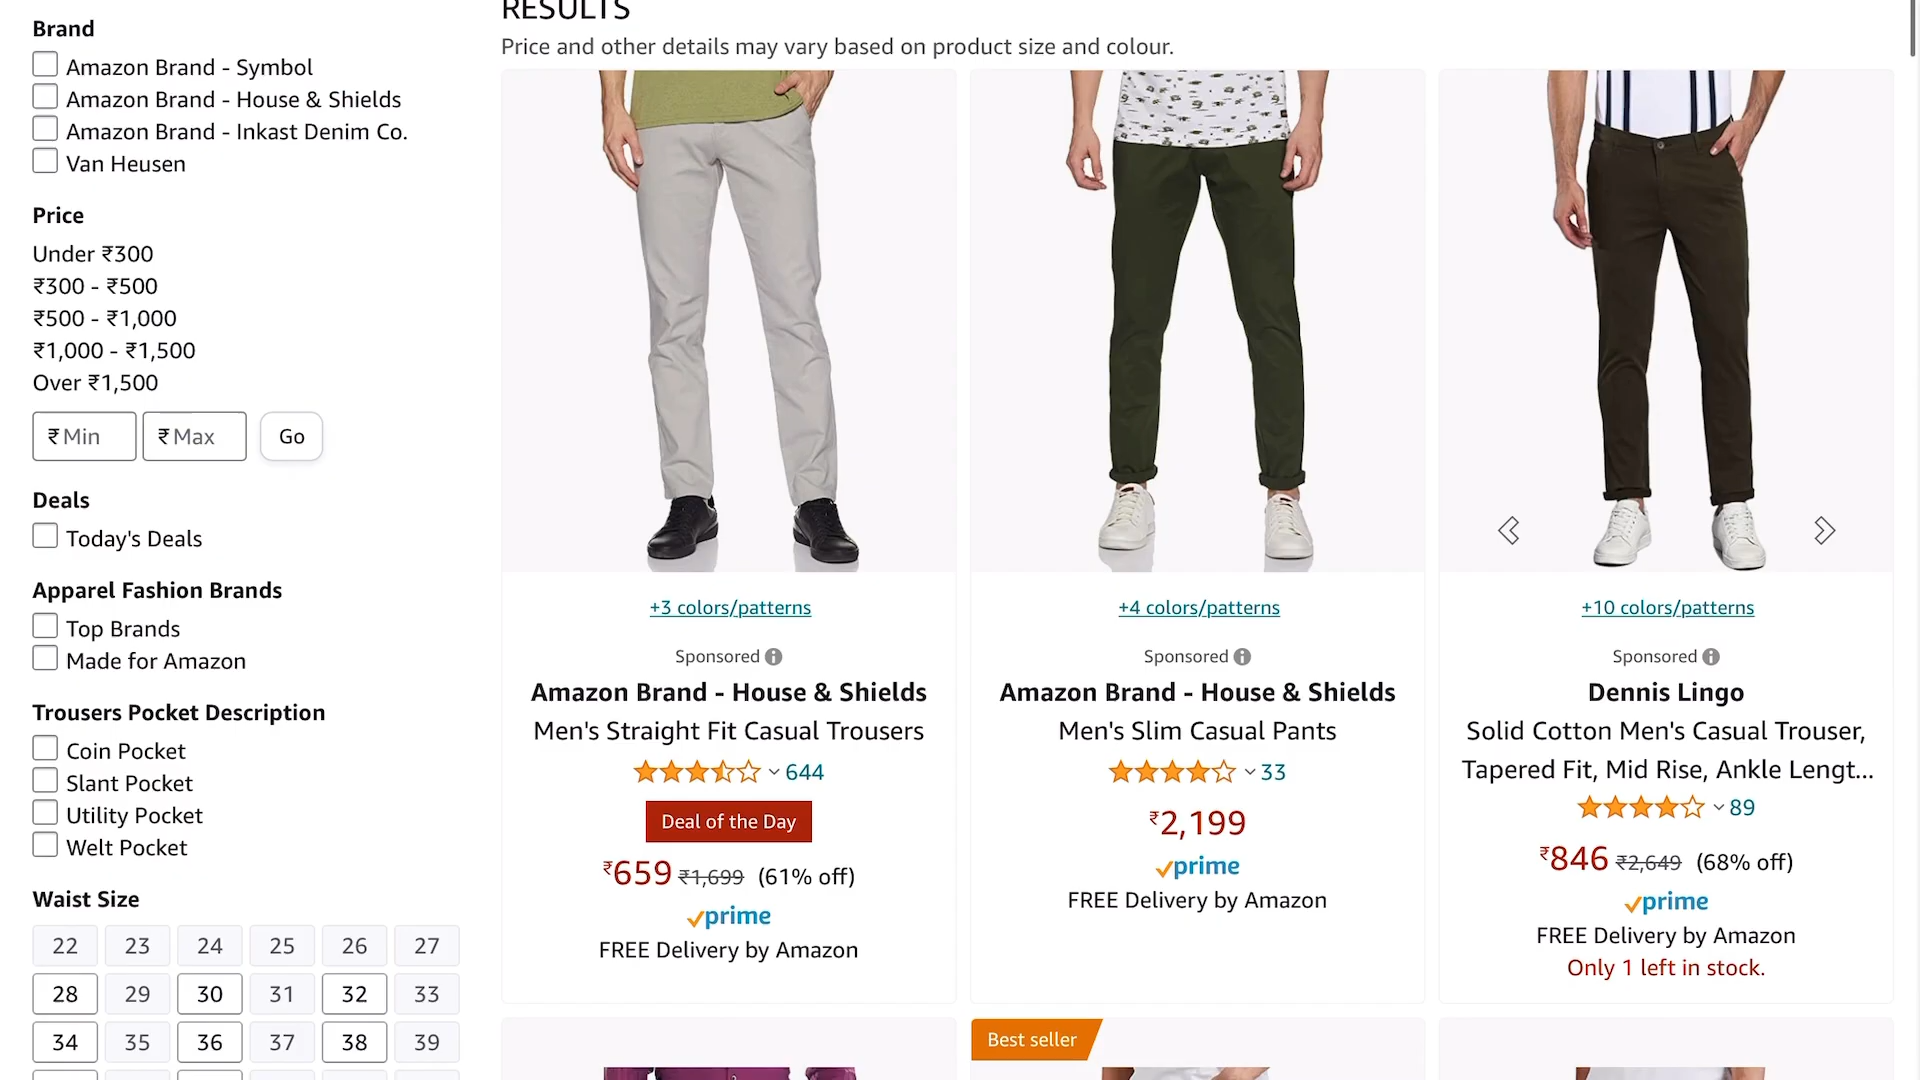 Brand
Amazon Brand - Symbol
Amazon Brand - House & Shields
Amazon Brand - Inkast Denim Co.
Van Heusen
Price
Under ₹300
₹300 - ₹500
₹500 - ₹1,000
₹1,000 - ₹1,500
Over ₹1,500
₹ Min ₹ Max Go
Deals
Today's Deals
Apparel Fashion Brands
Top Brands
Made for Amazon
Trousers Pocket Description
Coin Pocket
Slant Pocket
Utility Pocket
Welt Pocket
Waist Size
22 23 24 25 26 27
28 29 30 31 32 33
34 35 36 37 38 39
RESULTS
Price and other details may vary based on product size and colour.
+3 colors/patterns
Sponsored
Amazon Brand - House & Shields
Men's Straight Fit Casual Trousers
644
Deal of the Day
₹659 ₹1,699 (61% off)
prime
FREE Delivery by Amazon
+4 colors/patterns
Sponsored
Amazon Brand - House & Shields
Men's Slim Casual Pants
33
₹2,199
prime
FREE Delivery by Amazon
+10 colors/patterns
Sponsored
Dennis Lingo
Solid Cotton Men's Casual Trouser,
Tapered Fit, Mid Rise, Ankle Lengt...
89
₹846 ₹2,649 (68% off)
prime
FREE Delivery by Amazon
Only 1 left in stock.
Best seller